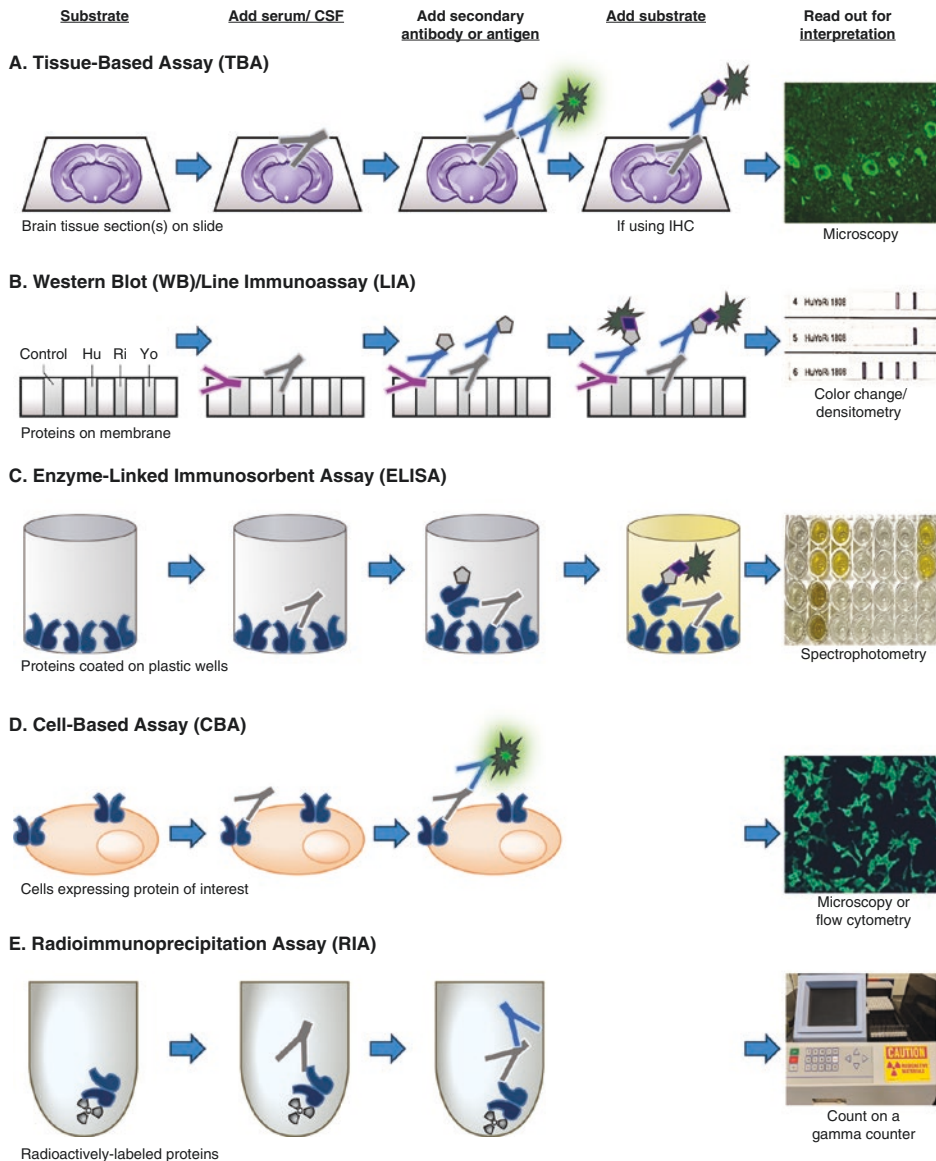 Substrate
Add serum/ CSF
Add secondary
antibody or antigen
Add substrate
Read out for
interpretation
A. Tissue-Based Assay (TBA)
Brain tissue section(s) on slide
If using IHC
Microscopy
B. Western Blot (WB)/Line Immunoassay (LIA)
Control Hu Ri Yo
Proteins on membrane
4 HuYoRi 1808
5 HuYoRi 1808
6 HuYoRi 1808
Color change/
densitometry
C. Enzyme-Linked Immunosorbent Assay (ELISA)
Proteins coated on plastic wells
Spectrophotometry
D. Cell-Based Assay (CBA)
Cells expressing protein of interest
Microscopy or
flow cytometry
E. Radioimmunoprecipitation Assay (RIA)
Radioactively-labeled proteins
CAUTION
RADIOACTIVE
MATERIALS
Count on a
gamma counter